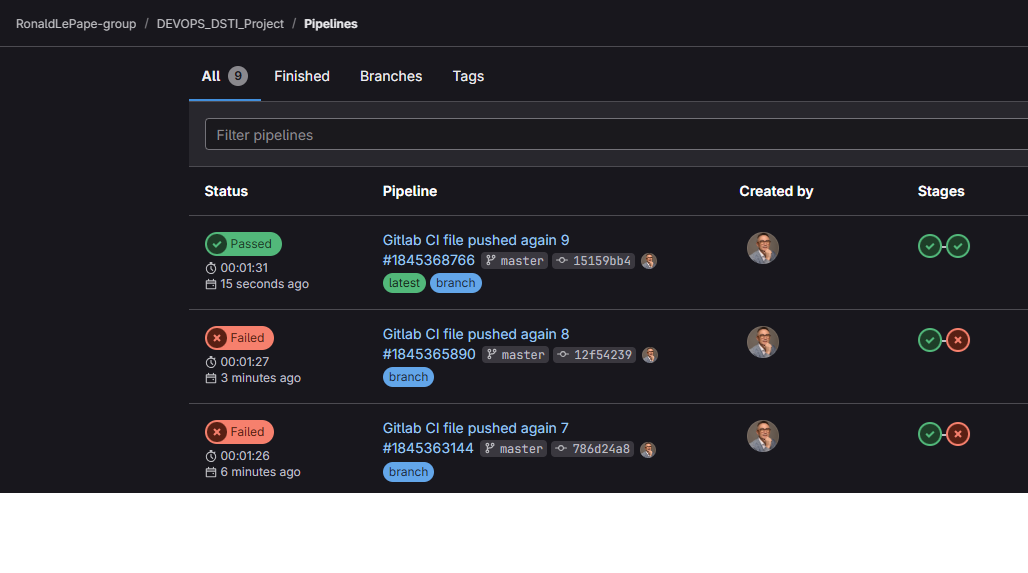 RonaldLePape-group / DEVOPS_DSTI_Project / Pipelines
All 9 Finished Branches Tags
Filter pipelines
Status Pipeline Created by Stages
Passed Gitlab CI file pushed again 9
00:01:31 #1845368766 master 15159bb4
15 seconds ago latest branch
Failed Gitlab CI file pushed again 8
00:01:27 #1845365890 master 12f54239
3 minutes ago branch
Failed Gitlab CI file pushed again 7
00:01:26 #1845363144 master 786d24a8
6 minutes ago branch